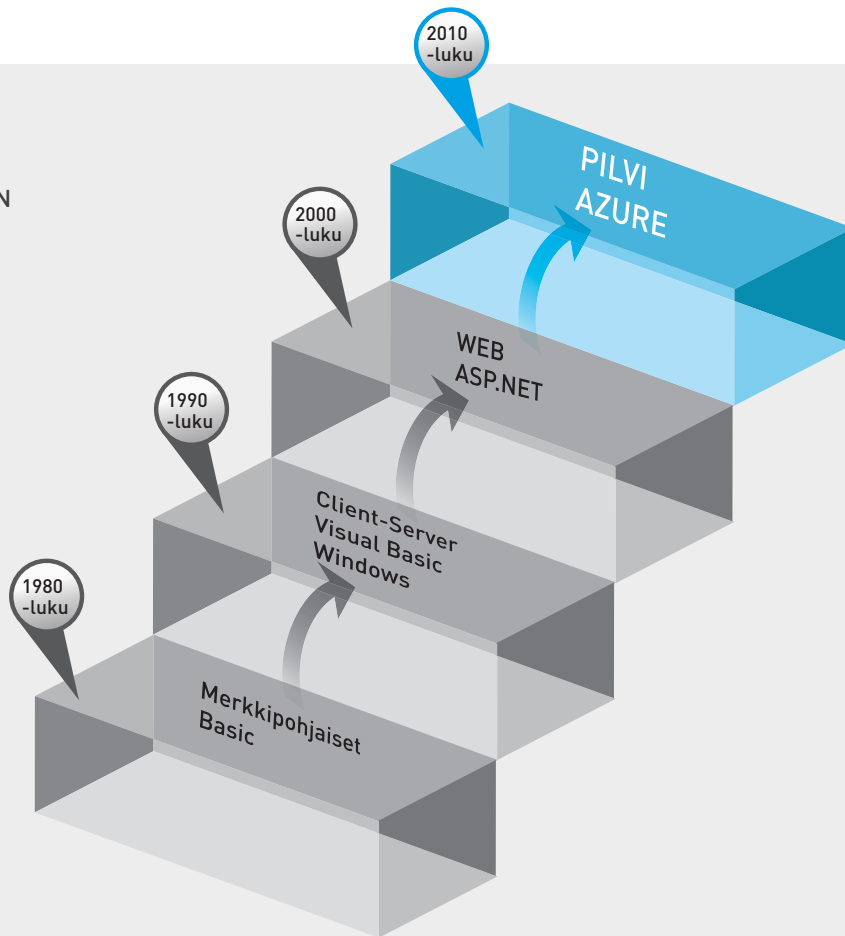 2010
-luku
PILVI
AZURE
N
2000
-luku
WEB
ASP.NET
1990
-luku
Client-Server
Visual Basic
Windows
1980
-luku
Merkkipohjaiset
Basic